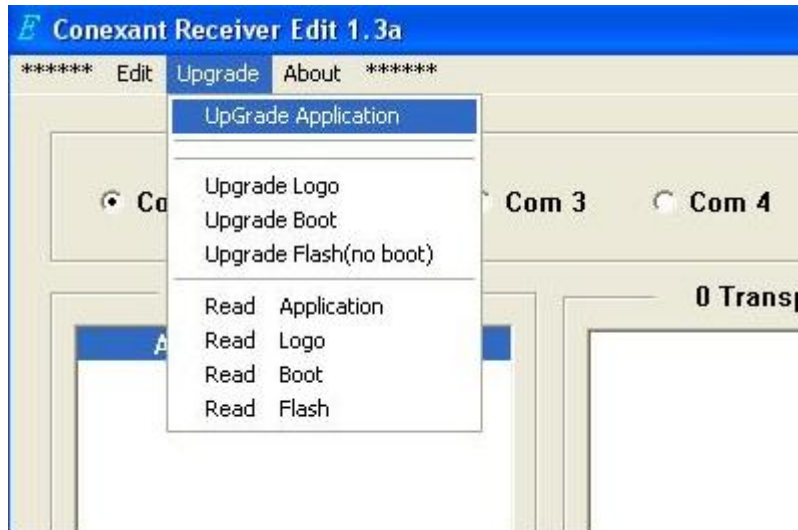 E Conexant Receiver Edit 1.3a
****** Edit Upgrade About ******
UpGrade Application
Upgrade Logo
Com 3 Com 4
Upgrade Boot
Upgrade Flash(no boot)
Read Application
0 Transp
Read Logo
Read Boot
Read Flash